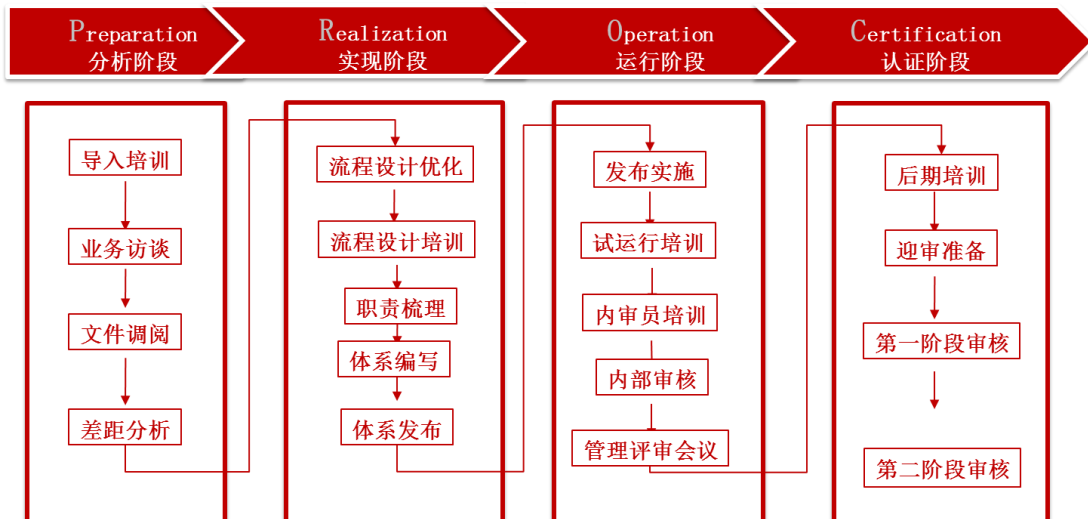 Preparation
分析阶段
Realization
实现阶段
Operation
运行阶段
Certification
认证阶段
导入培训
业务访谈
文件调阅
差距分析
流程设计优化
流程设计培训
职责梳理
体系编写
体系发布
发布实施
试运行培训
内审员培训
内部审核
管理评审会议
后期培训
迎审准备
第一阶段审核
第二阶段审核